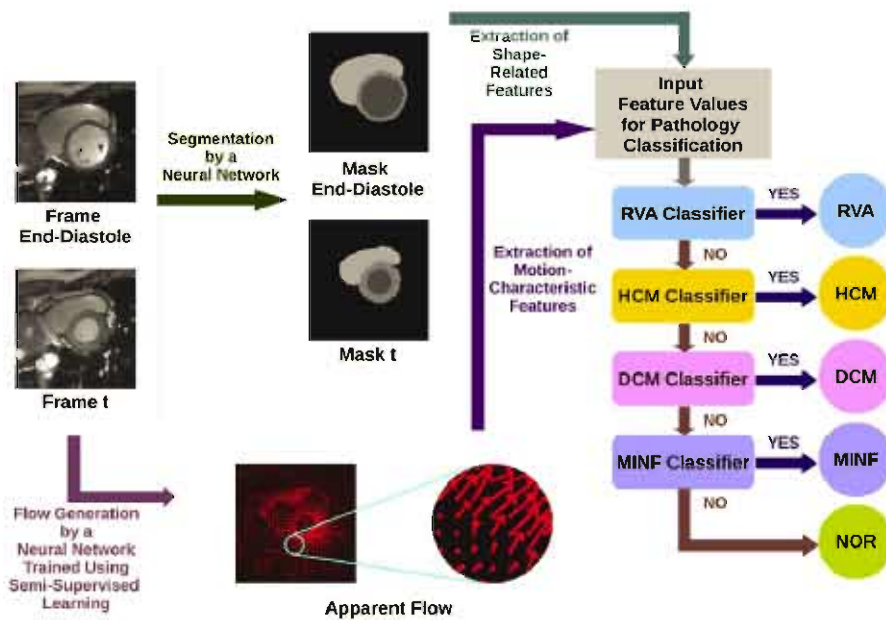 Frame
End-Diastole
Frame t
Segmentation
by a
Neural Network
Mask
End-Diastole
Mask t
Flow Generation
by a
Neural Network
Trained Using
Semi-Supervised
Learning
Apparent Flow
Extraction of
Shape-
Related
Features
Extraction of
Motion-
Characteristic
Features
Input
Feature Values
for Pathology
Classification
RVA Classifier
YES
RVA
NO
HCM Classifier
YES
HCM
NO
DCM Classifier
YES
DCM
NO
MINF Classifier
YES
MINF
NO
NOR